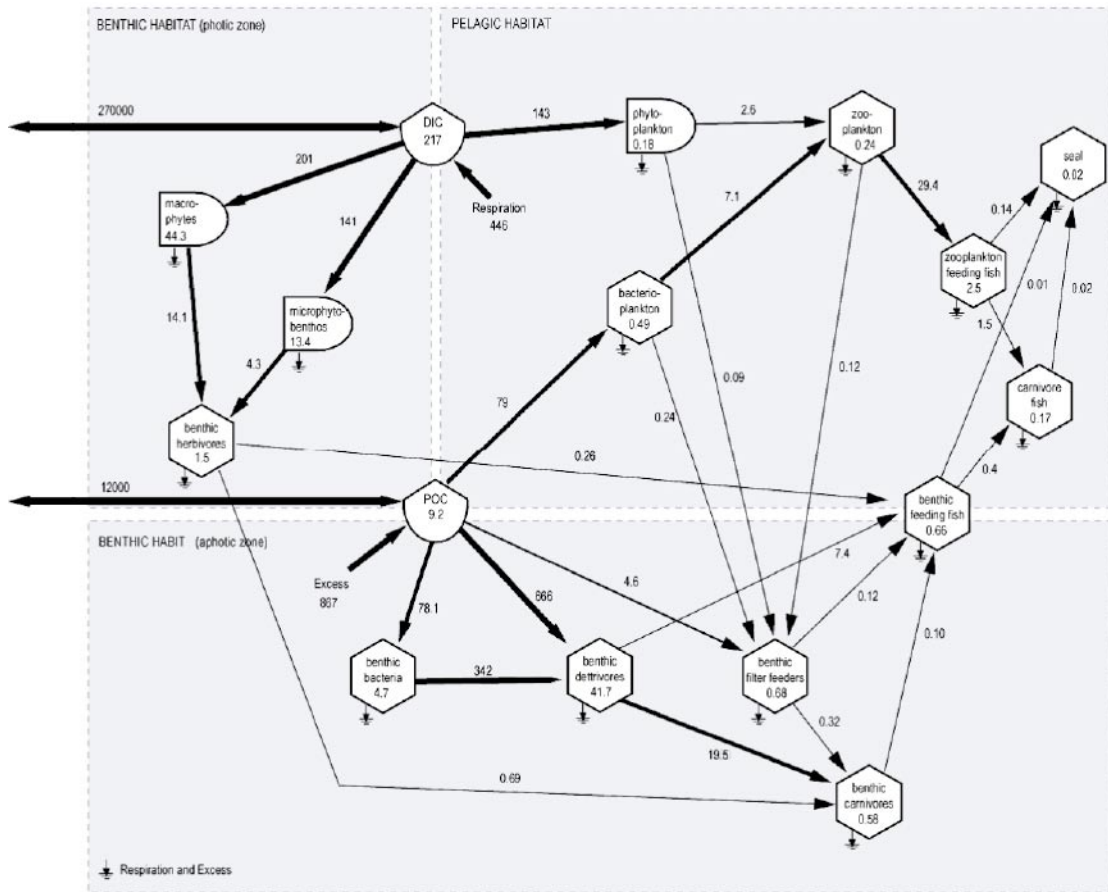 BENTHIC HABITAT (photic zone)
PELAGIC HABITAT
270000
DIC
217
143
phyto-
plankton
0.18
2.6
zoo-
plankton
0.24
seal
0.02
201
29.4
macro-
phytes
44.3
141
Respiration
446
7.1
0.14
zooplankton
feeding fish
2.5
0.01
0.02
14.1
microphyto-
benthos
13.4
bacterio-
plankton
0.49
1.5
4.3
0.09
0.12
79
0.24
carnivore
fish
0.17
benthic
herbivores
1.5
0.26
0.4
12000
POC
9.2
benthic
feeding fish
0.66
BENTHIC HABIT (aphotic zone)
7.4
Excess
867
78.1
666
4.6
0.12
0.10
benthic
bacteria
4.7
342
benthic
dettrivores
41.7
benthic
filter feeders
0.68
0.32
19.5
0.69
benthic
carnivores
0.58
Respiration and Excess